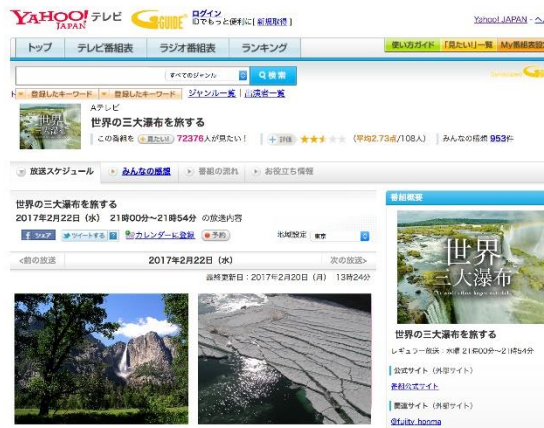 YAHOO! テレビ
JAPAN
G GUIDE
ログイン
IDでもっと便利に[ 新規取得 ]
Yahoo! JAPAN - ヘ
トップ テレビ番組表 ラジオ番組表 ランキング
使い方ガイド 「見たい!」一覧 My番組表設
すべてのジャンル 検索
登録したキーワード 登録したキーワード ジャンル一覧 出演者一覧
Aテレビ
世界の三大瀑布を旅する
この番組を 見たい! 72376人が見たい! 評価 (平均2.73点/108人) みんなの感想 953件
放送スケジュール みんなの感想 番組の流れ お役立ち情報
世界の三大瀑布を旅する
2017年2月22日(水) 21時00分~21時54分 の放送内容
シェア ツイートする カレンダーに登録 予約 地域設定 東京
<前の放送 2017年2月22日(水) 次の放送>
最終更新日:2017年2月20日(月) 13時24分
番組概要
世界
三大瀑布
世界の三大瀑布を旅する
レギュラー放送:水曜 21時00分~21時54分
公式サイト(外部サイト)
番組公式サイト
関連サイト(外部サイト)
@fujitv_honma